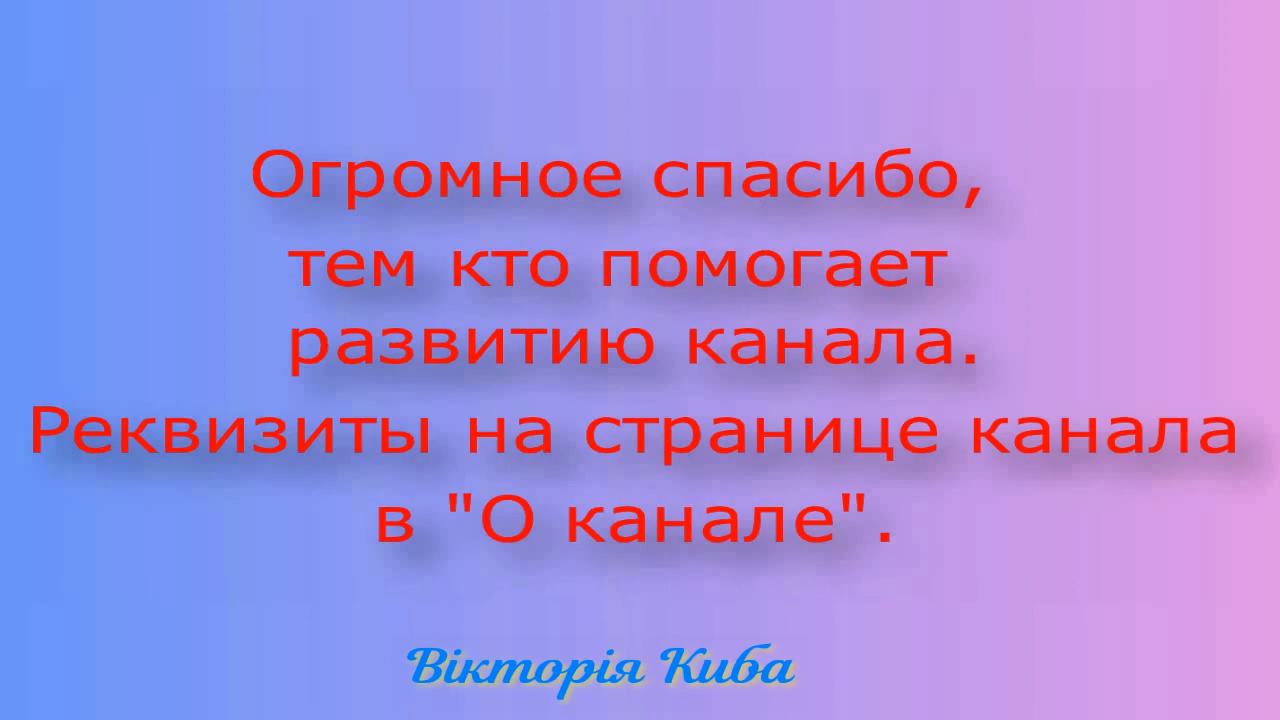 Огромное спасибо,
тем кто помогает
развитию канала.
Реквизиты на странице канала
в "О канале".
Вікторія Киба